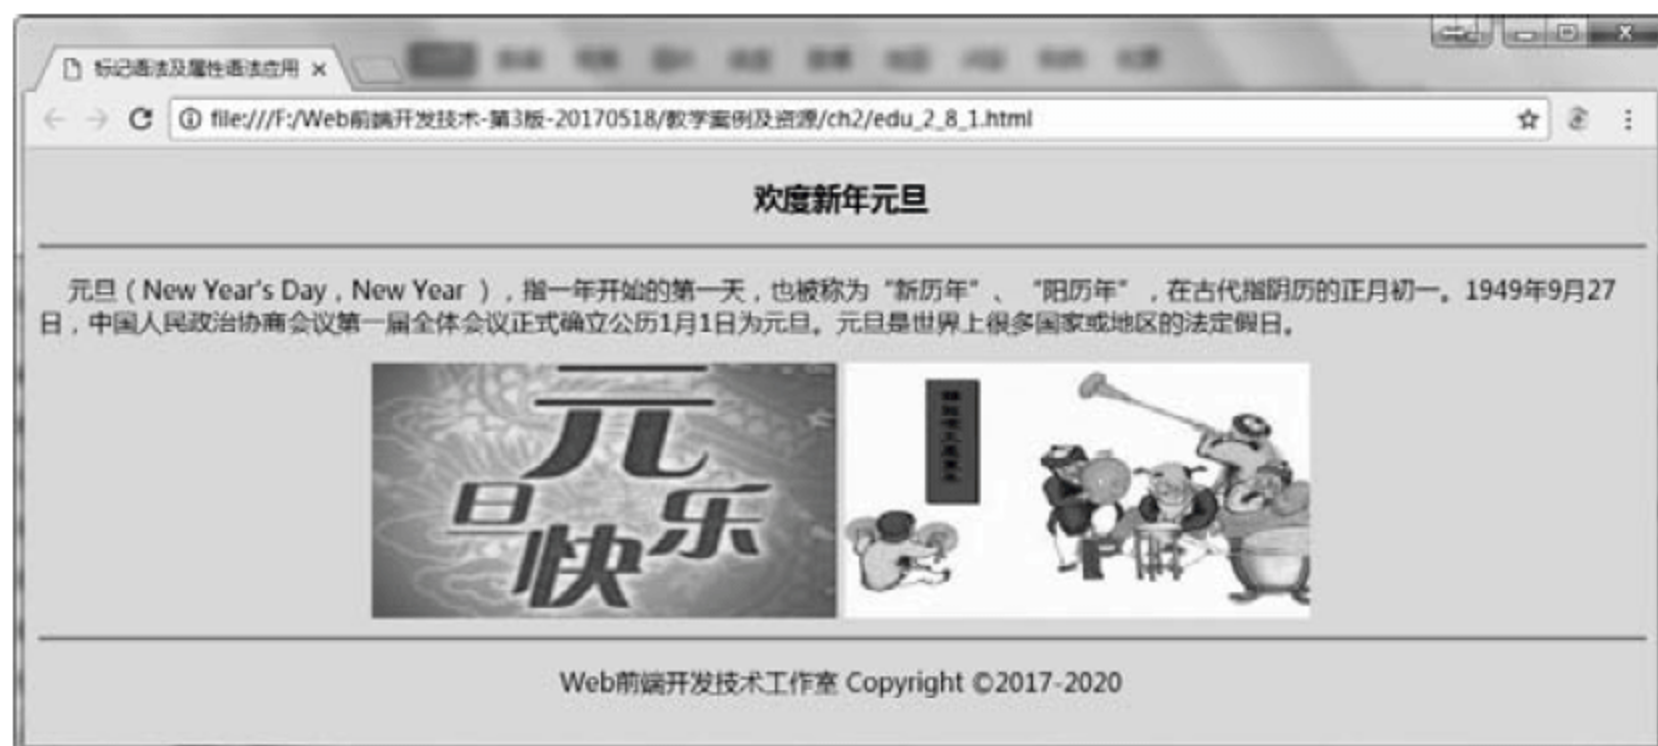 标记语法及属性语法应用
file:///F:/Web前端开发技术-第3版-20170518/教学案例及资源/ch2/edu_2_8_1.html
欢度新年元旦
元旦（New Year's Day，New Year ），指一年开始的第一天，也被称为“新历年”、“阳历年”，在古代指阴历的正月初一。1949年9月27
日，中国人民政治协商会议第一届全体会议正式确立公历1月1日为元旦。元旦是世界上很多国家或地区的法定假日。
元
旦快乐
Web前端开发技术工作室 Copyright ©2017-2020